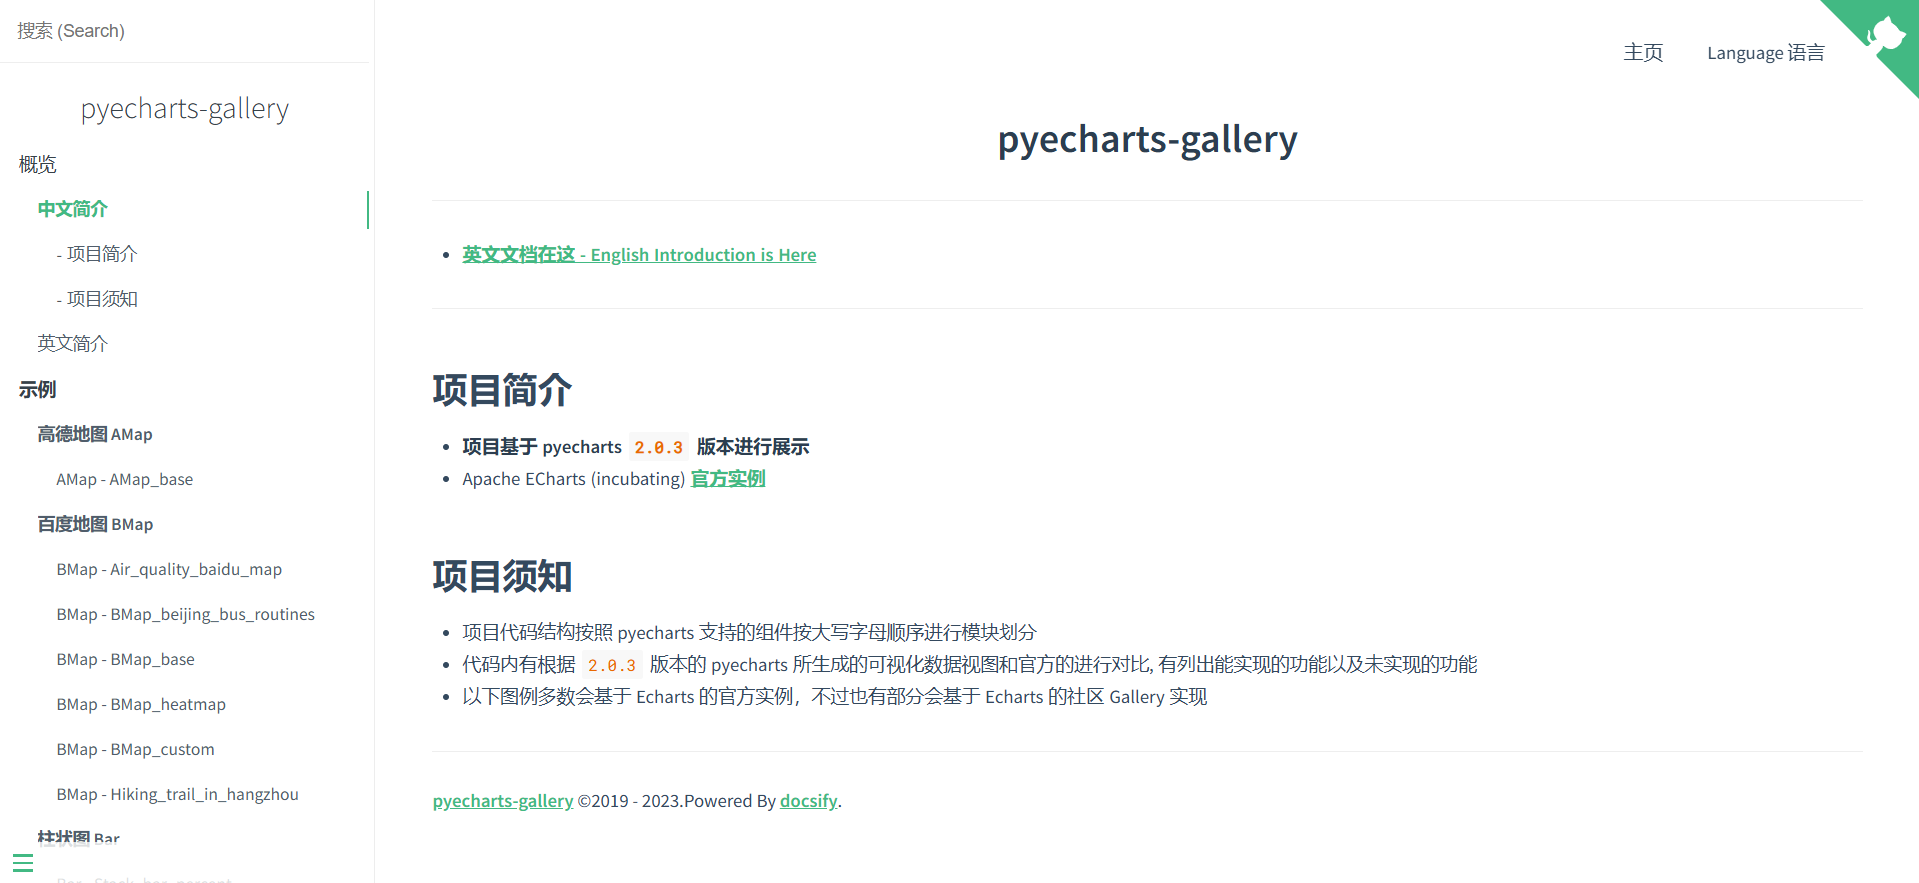 搜索 (Search)
pyecharts-gallery
概览
中文简介
- 项目简介
- 项目须知
英文简介
示例
高德地图 AMap
AMap - AMap_base
百度地图 BMap
BMap - Air_quality_baidu_map
BMap - BMap_beijing_bus_routines
BMap - BMap_base
BMap - BMap_heatmap
BMap - BMap_custom
BMap - Hiking_trail_in_hangzhou
柱状图 Bar
Bar - Stack_bar_percent
主页
Language 语言
pyecharts-gallery
英文文档在这 - English Introduction is Here
项目简介
项目基于 pyecharts 2.0.3 版本进行展示
Apache ECharts (incubating) 官方实例
项目须知
项目代码结构按照 pyecharts 支持的组件按大写字母顺序进行模块划分
代码内有根据 2.0.3 版本的 pyecharts 所生成的可视化数据视图和官方的进行对比, 有列出能实现的功能以及未实现的功能
以下图例多数会基于 Echarts 的官方实例，不过也有部分会基于 Echarts 的社区 Gallery 实现
pyecharts-gallery ©2019 - 2023.Powered By docsify.